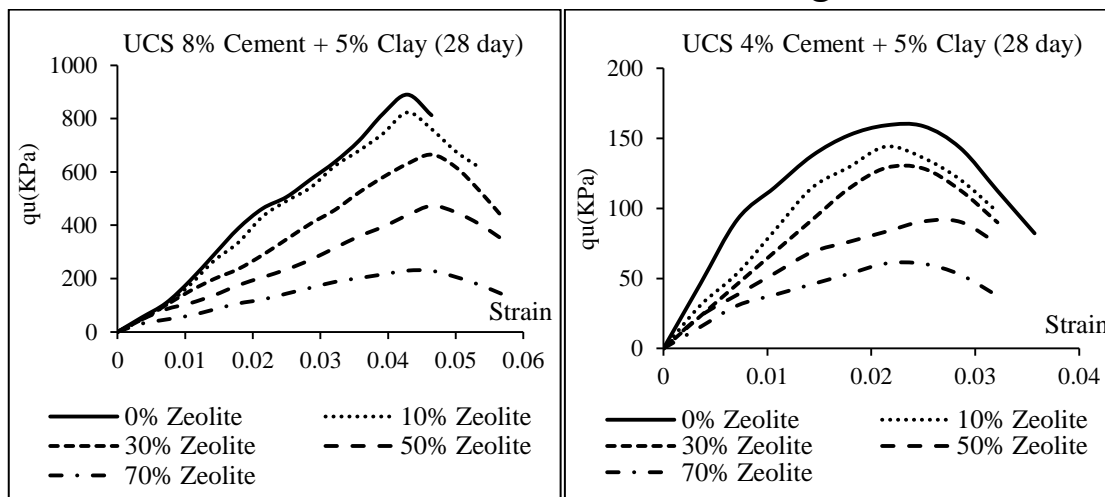 UCS 8% Cement + 5% Clay (28 day)
1000
800
600
400
200
0
qu(KPa)
Strain
0 0.01 0.02 0.03 0.04 0.05 0.06
0% Zeolite 10% Zeolite
30% Zeolite 50% Zeolite
70% Zeolite
UCS 4% Cement + 5% Clay (28 day)
200
150
100
50
0
qu(KPa)
Strain
0 0.01 0.02 0.03 0.04
0% Zeolite 10% Zeolite
30% Zeolite 50% Zeolite
70% Zeolite